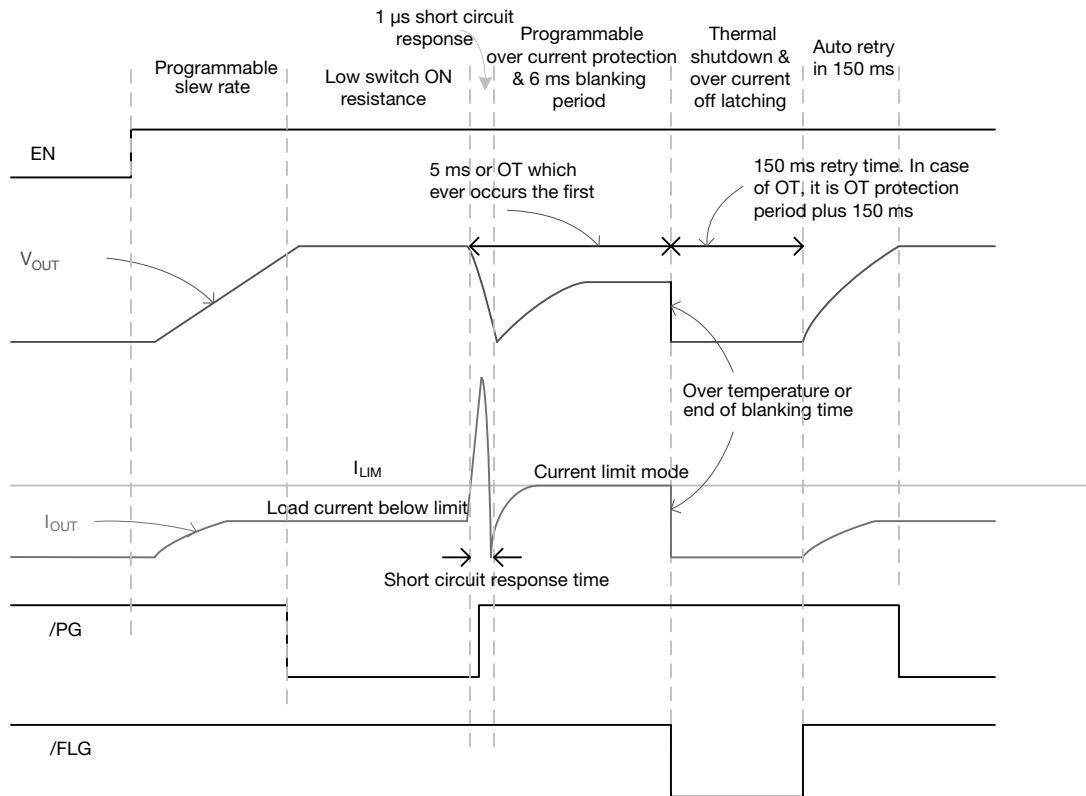 1 µs short circuit
response
Programmable
slew rate
Low switch ON
resistance
Programmable
over current protection
& 6 ms blanking
period
Thermal
shutdown &
over current
off latching
Auto retry
in 150 ms
EN
5 ms or OT which
ever occurs the first
150 ms retry time. In case
of OT, it is OT protection
period plus 150 ms
VOUT
Over temperature or
end of blanking time
ILIM
Current limit mode
Load current below limit
IOUT
Short circuit response time
/PG
/FLG